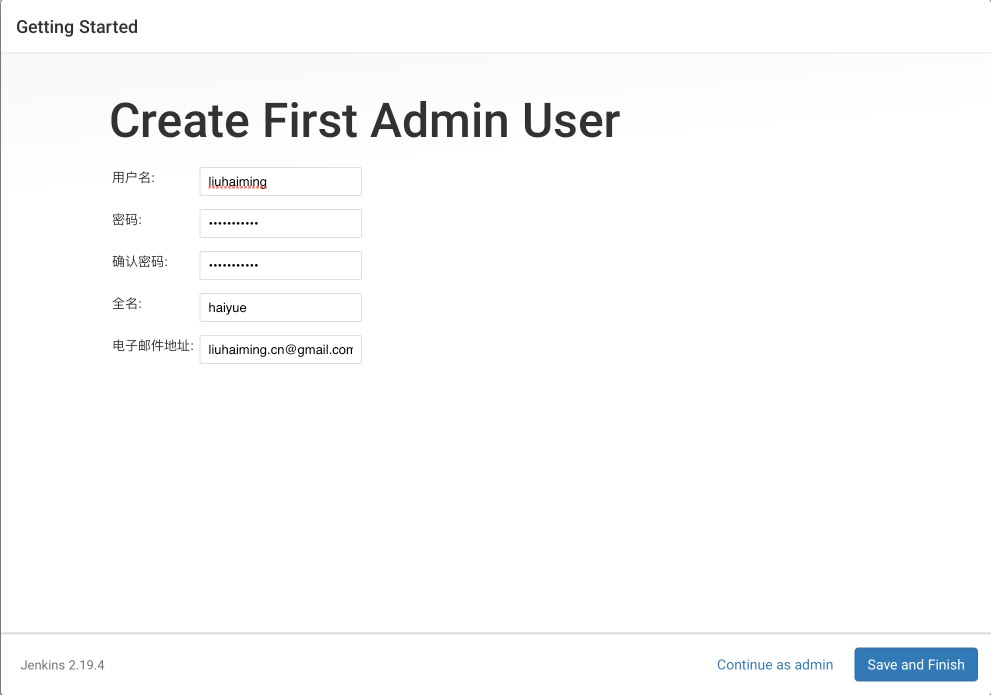 Getting Started
Create First Admin User
用户名: liuhaiming
密码: •••••••••••
确认密码: •••••••••••
全名: haiyue
电子邮件地址: liuhaiming.cn@gmail.com
Jenkins 2.19.4 Continue as admin Save and Finish